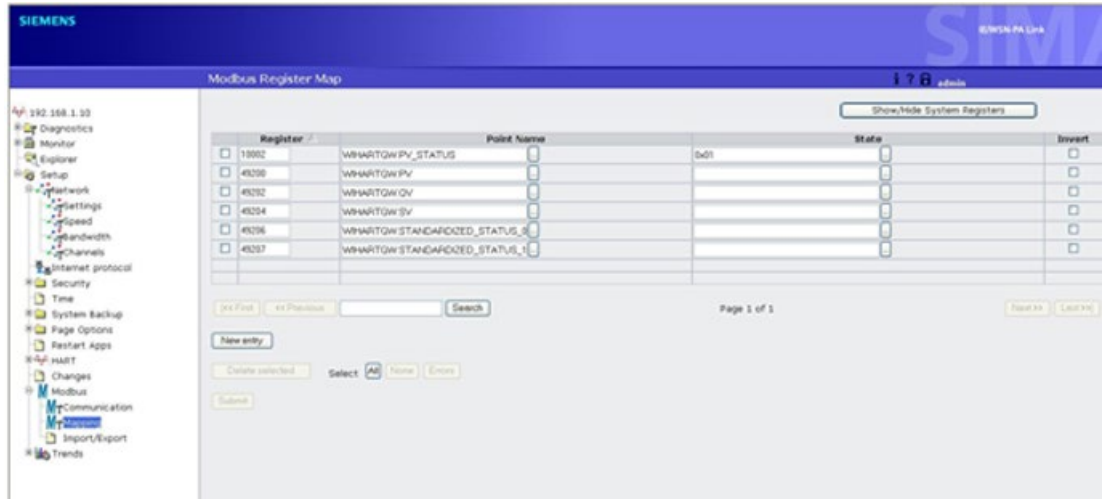 SIEMENS
SIMA
IE/WSN-PA Link
Modbus Register Map
i ? admin
192.168.1.10
Diagnostics
Monitor
Explorer
Setup
Network
Settings
Speed
Bandwidth
Channels
Internet protocol
Security
Time
System Backup
Page Options
Restart Apps
HART
Changes
Modbus
Communication
Mapping
Import/Export
Trends
Show/Hide System Registers
Register Point Name State Invert
10002 WIHARTGW.PV_STATUS ... 0x01 ...
49200 WIHARTGW.PV ... ...
49202 WIHARTGW.QV ... ...
49204 WIHARTGW.SV ... ...
49206 WIHARTGW.STANDARDIZED_STATUS_0 ... ...
49207 WIHARTGW.STANDARDIZED_STATUS_1 ... ...
|<< First << Previous Search Page 1 of 1 Next >> Last >>|
New entry
Delete selected Select All None Errors
Submit